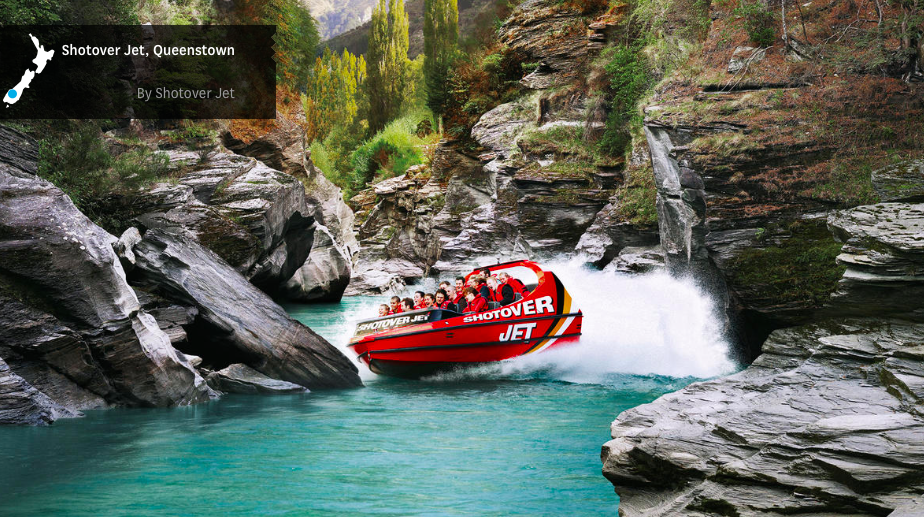 Shotover Jet, Queenstown
By Shotover Jet
SHOTOVER JET
SHOTOVER
JET